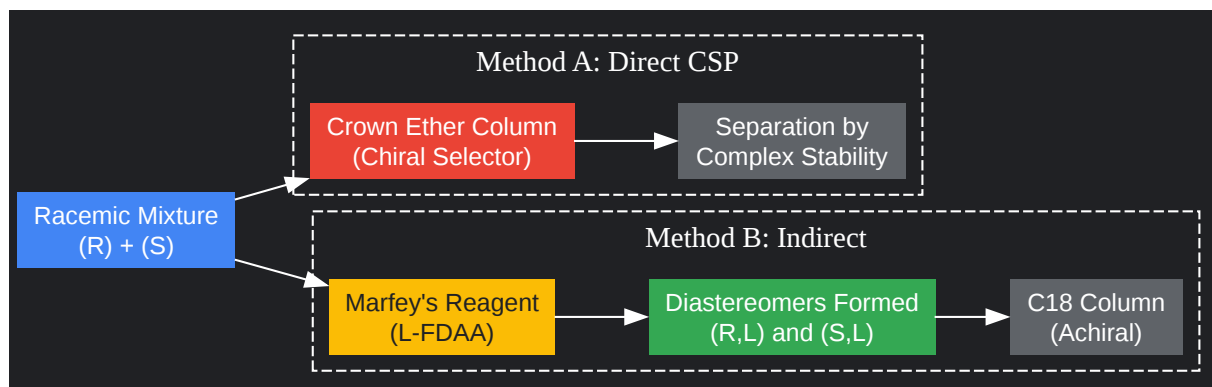 Method A: Direct CSP
Crown Ether Column
(Chiral Selector)
Separation by
Complex Stability
Racemic Mixture
(R) + (S)
Method B: Indirect
Marfey's Reagent
(L-FDAA)
Diastereomers Formed
(R,L) and (S,L)
C18 Column
(Achiral)